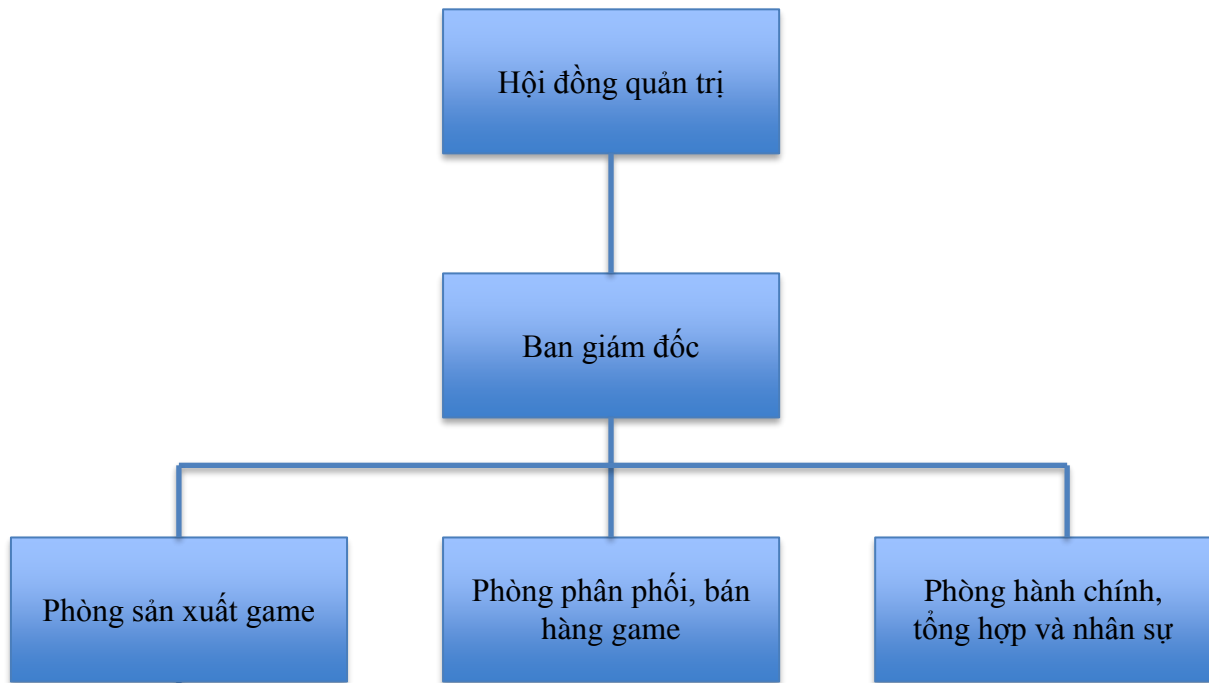 Hội đồng quản trị
Ban giám đốc
Phòng sản xuất game
Phòng phân phối, bán
hàng game
Phòng hành chính,
tổng hợp và nhân sự